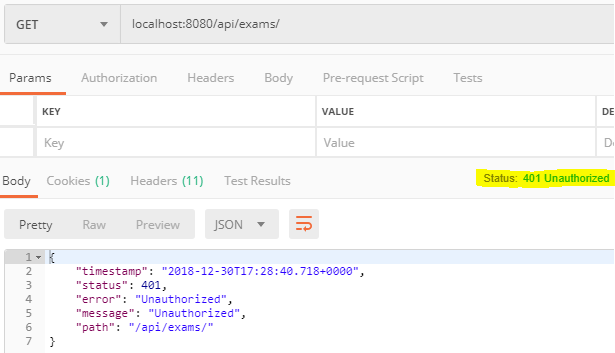 GET localhost:8080/api/exams/
Params Authorization Headers Body Pre-request Script Tests
KEY VALUE DE
Key Value De
Body Cookies (1) Headers (11) Test Results Status: 401 Unauthorized
Pretty Raw Preview JSON
1 {
2 "timestamp": "2018-12-30T17:28:40.718+0000",
3 "status": 401,
4 "error": "Unauthorized",
5 "message": "Unauthorized",
6 "path": "/api/exams/"
7 }